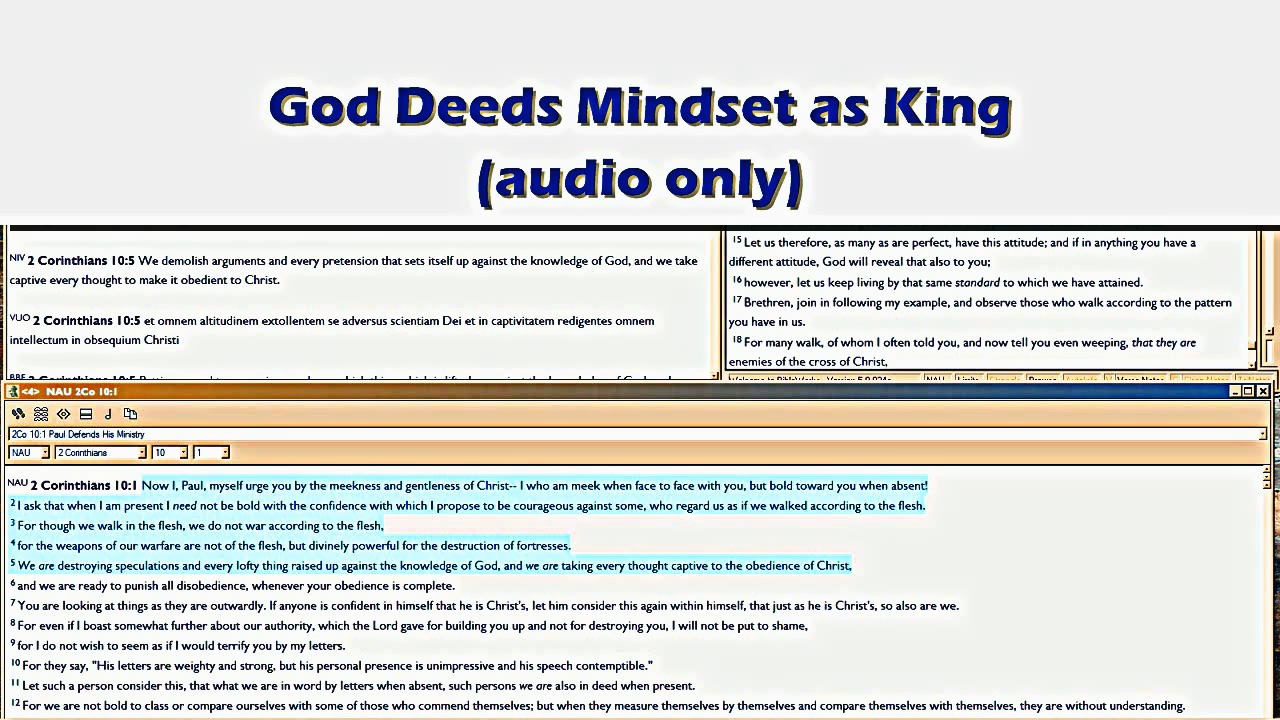 God Deeds Mindset as King
(audio only)
NIV 2 Corinthians 10:5 We demolish arguments and every pretension that sets itself up against the knowledge of God, and we take
captive every thought to make it obedient to Christ.
VUO 2 Corinthians 10:5 et omnem altitudinem extollentem se adversus scientiam Dei et in captivitatem redigentes omnem
intellectum in obsequium Christi
15 Let us therefore, as many as are perfect, have this attitude; and if in anything you have a
different attitude, God will reveal that also to you;
16 however, let us keep living by that same standard to which we have attained.
17 Brethren, join in following my example, and observe those who walk according to the pattern
you have in us.
18 For many walk, of whom I often told you, and now tell you even weeping, that they are
enemies of the cross of Christ,
<4> NAU 2Co 10:1
2Co 10:1 Paul Defends His Ministry
NAU 2 Corinthians 10 1
NAU 2 Corinthians 10:1 Now I, Paul, myself urge you by the meekness and gentleness of Christ-- I who am meek when face to face with you, but bold toward you when absent!
2 I ask that when I am present I need not be bold with the confidence with which I propose to be courageous against some, who regard us as if we walked according to the flesh.
3 For though we walk in the flesh, we do not war according to the flesh,
4 for the weapons of our warfare are not of the flesh, but divinely powerful for the destruction of fortresses.
5 We are destroying speculations and every lofty thing raised up against the knowledge of God, and we are taking every thought captive to the obedience of Christ,
6 and we are ready to punish all disobedience, whenever your obedience is complete.
7 You are looking at things as they are outwardly. If anyone is confident in himself that he is Christ's, let him consider this again within himself, that just as he is Christ's, so also are we.
8 For even if I boast somewhat further about our authority, which the Lord gave for building you up and not for destroying you, I will not be put to shame,
9 for I do not wish to seem as if I would terrify you by my letters.
10 For they say, "His letters are weighty and strong, but his personal presence is unimpressive and his speech contemptible."
11 Let such a person consider this, that what we are in word by letters when absent, such persons we are also in deed when present.
12 For we are not bold to class or compare ourselves with some of those who commend themselves; but when they measure themselves by themselves and compare themselves with themselves, they are without understanding.